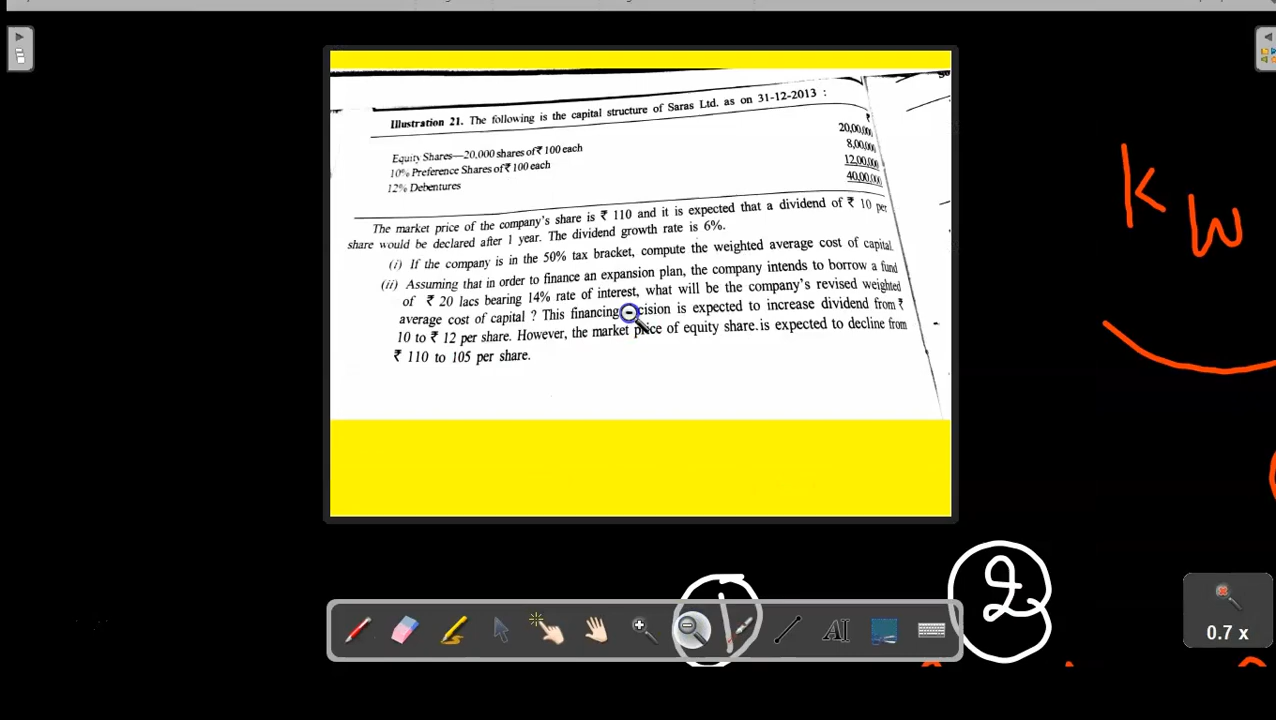 Illustration 21. The following is the capital structure of Saras Ltd. as on 31-12-2013 :
₹
Equity Shares—20,000 shares of ₹ 100 each 20,00,000
10% Preference Shares of ₹ 100 each 8,00,000
12% Debentures 12,00,000
40,00,000
The market price of the company's share is ₹ 110 and it is expected that a dividend of ₹ 10 per
share would be declared after 1 year. The dividend growth rate is 6%.
(i) If the company is in the 50% tax bracket, compute the weighted average cost of capital.
(ii) Assuming that in order to finance an expansion plan, the company intends to borrow a fund
of ₹ 20 lacs bearing 14% rate of interest, what will be the company's revised weighted
average cost of capital ? This financing cision is expected to increase dividend from ₹
10 to ₹ 12 per share. However, the market price of equity share.is expected to decline from
₹ 110 to 105 per share.
K W
1
2
AI
0.7 x